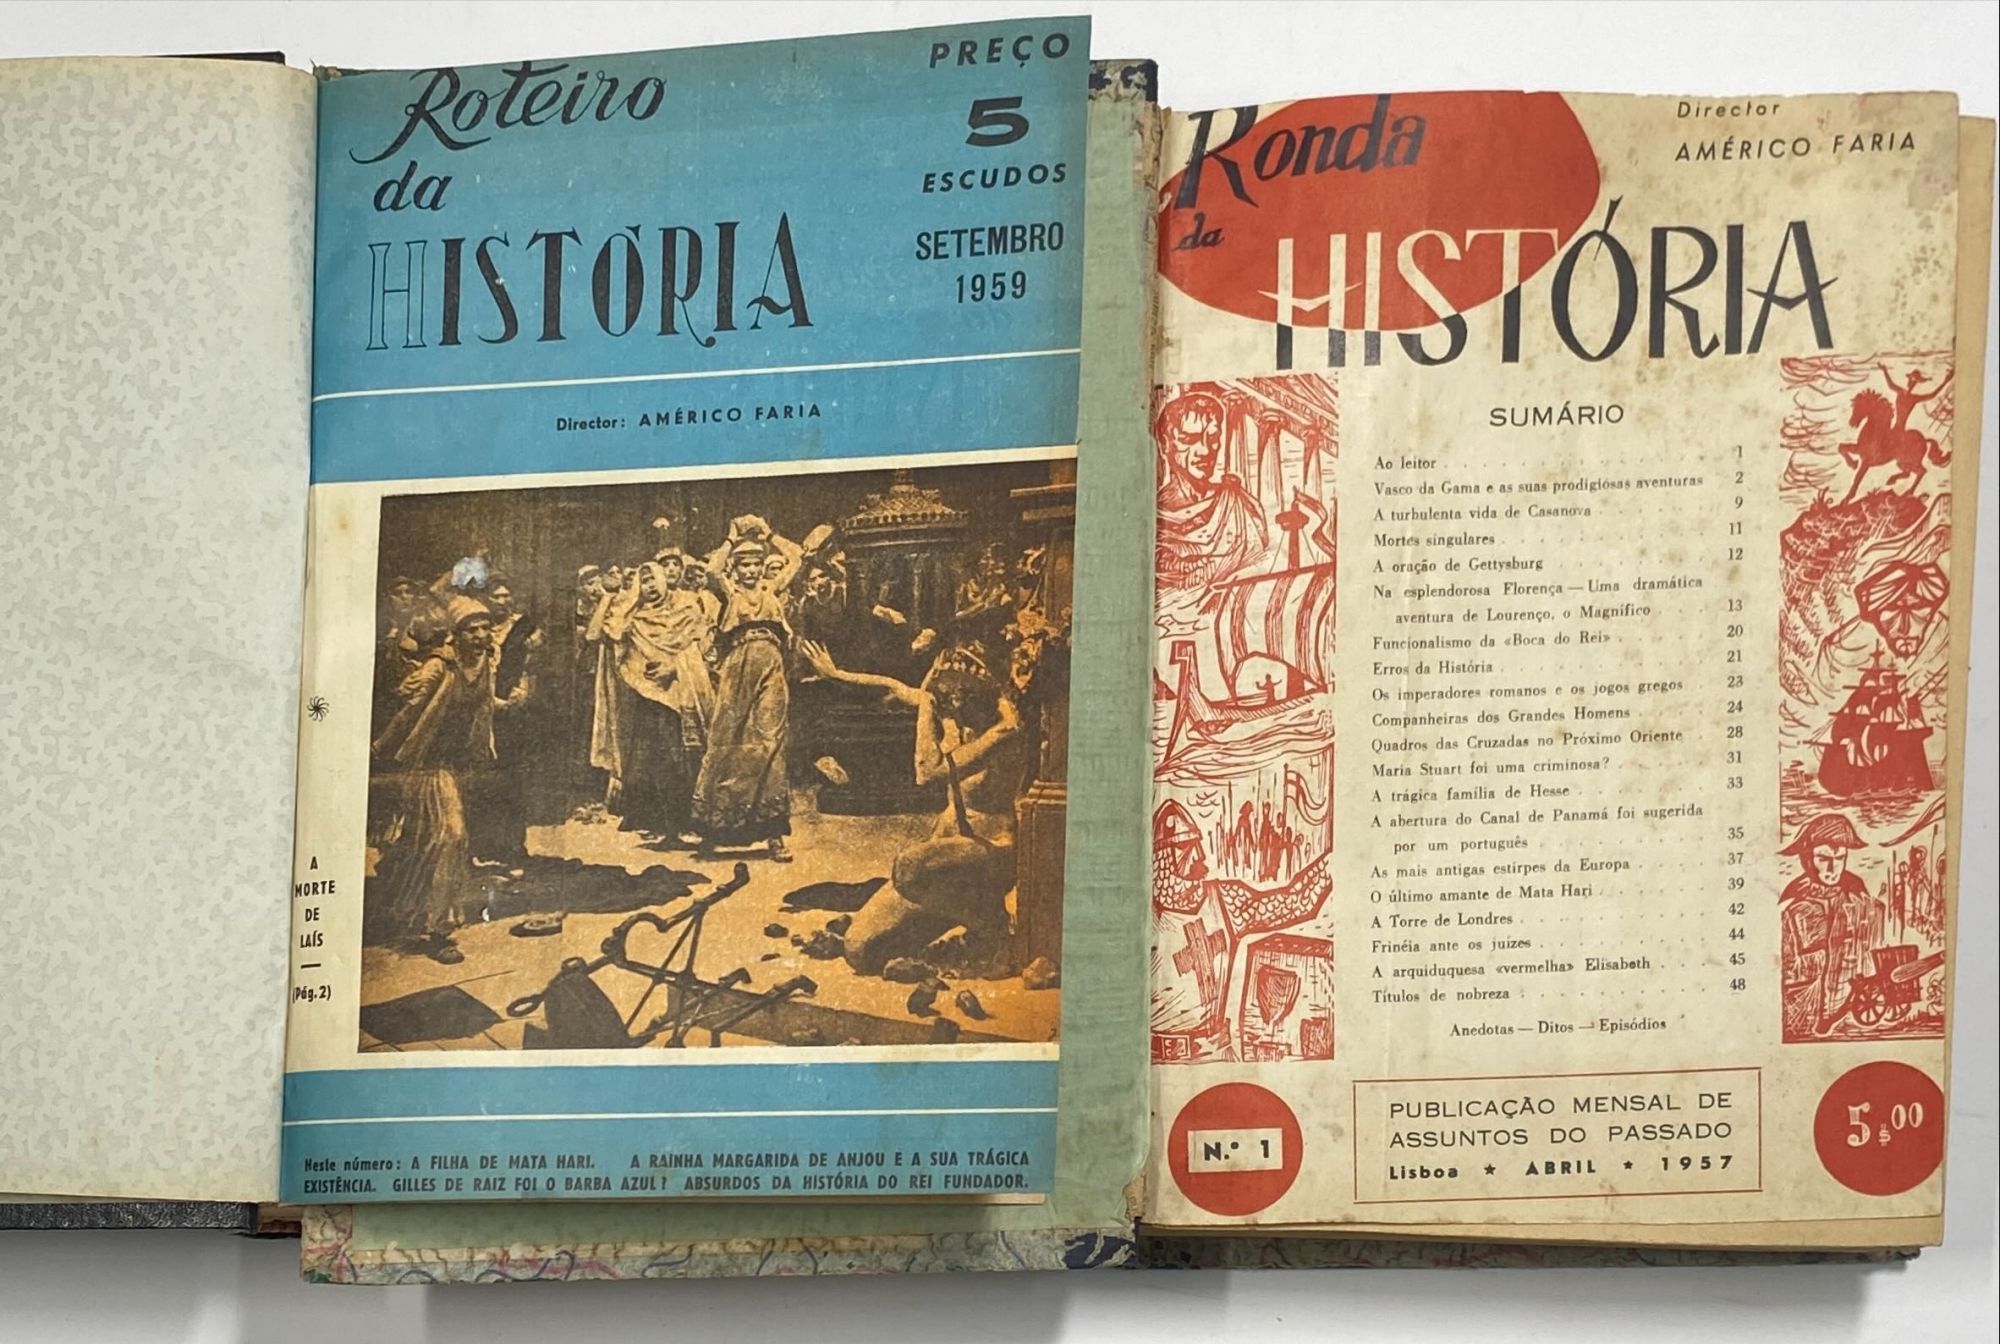 Roteiro
da
HISTÓRIA
PREÇO
5
ESCUDOS
SETEMBRO
1959
Director: AMÉRICO FARIA
A
MORTE
DE
LAÍS
—
(Pág. 2)
Neste número: A FILHA DE MATA HARI. A RAINHA MARGARIDA DE ANJOU E A SUA TRÁGICA
EXISTÊNCIA. GILLES DE RAIZ FOI O BARBA AZUL? ABSURDOS DA HISTÓRIA DO REI FUNDADOR.
Ronda
da
HISTÓRIA
Director
AMÉRICO FARIA
SUMÁRIO
Ao leitor . . . . . . . . . . 1
Vasco da Gama e as suas prodigiosas aventuras 2
A turbulenta vida de Casanova . . . . . 9
Mortes singulares . . . . . . . . 11
A oração de Gettysburg . . . . . . . 12
Na esplendorosa Florença — Uma dramática
aventura de Lourenço, o Magnífico . . . 13
Funcionalismo da «Boca do Rei» . . . . . 20
Erros da História . . . . . . . . 21
Os imperadores romanos e os jogos gregos . 23
Companheiras dos Grandes Homens . . . . 24
Quadros das Cruzadas no Próximo Oriente . 28
Maria Stuart foi uma criminosa? . . . . . 31
A trágica família de Hesse . . . . . . 33
A abertura do Canal de Panamá foi sugerida
por um português . . . . . . . . 35
As mais antigas estirpes da Europa . . . . 37
O último amante de Mata Hari . . . . . 39
A Torre de Londres . . . . . . . . 42
Frinéia ante os juízes . . . . . . . . 44
A arquiduquesa «vermelha» Elisabeth . . . 45
Títulos de nobreza . . . . . . . . 48
Anedotas — Ditos — Episódios
N.º 1
PUBLICAÇÃO MENSAL DE
ASSUNTOS DO PASSADO
Lisboa ★ ABRIL ★ 1957
5$00